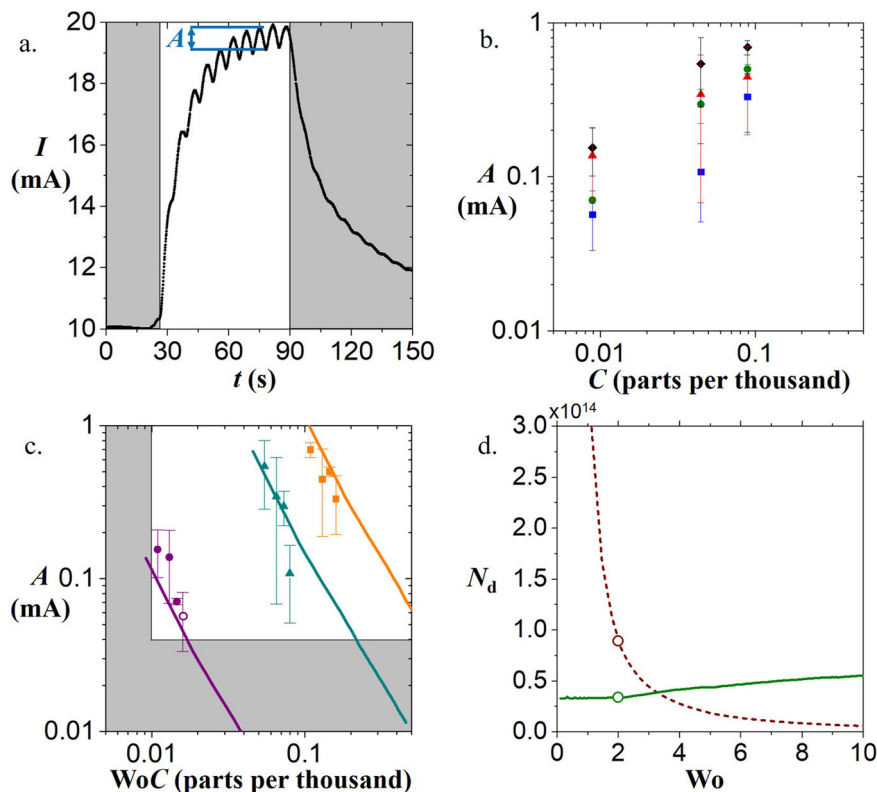 a.
20
18
16
14
12
10
I
(mA)
A
0 30 60 90 120 150
t (s)
b.
1
0.1
0.01
A
(mA)
0.01 0.1
C (parts per thousand)
c.
1
0.1
0.01
A
(mA)
0.01 0.1
WoC (parts per thousand)
d.
x10^14
3.0
2.5
2.0
1.5
1.0
0.5
0.0
N_d
0 2 4 6 8 10
Wo